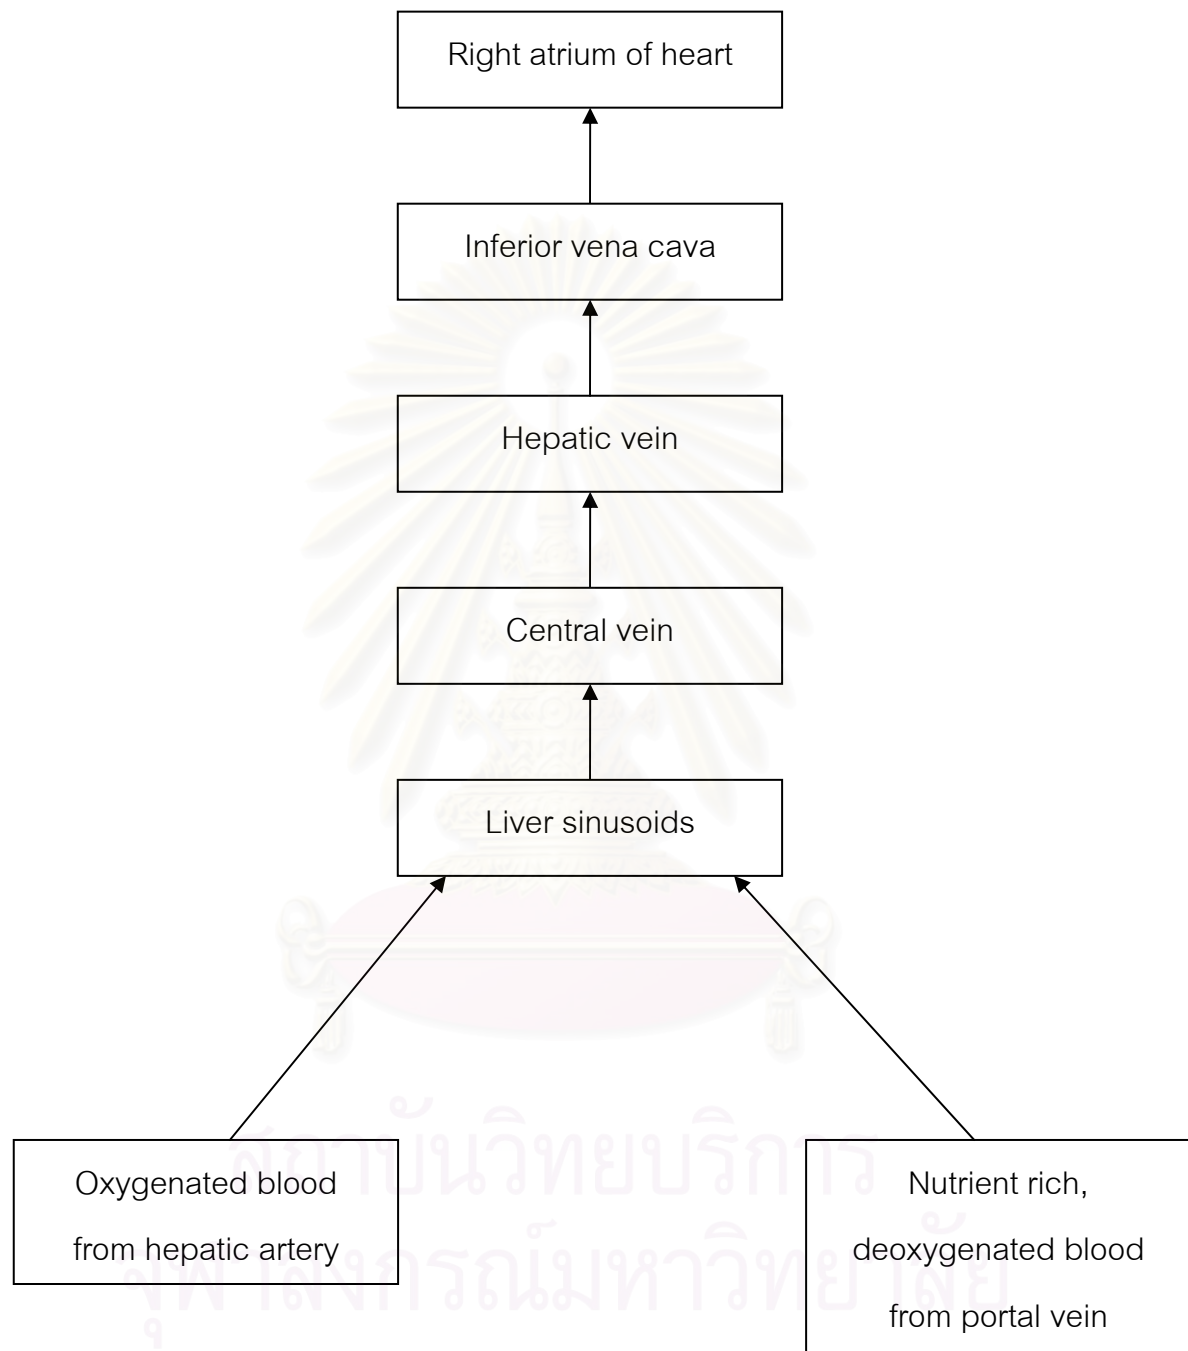 Right atrium of heart
Inferior vena cava
Hepatic vein
Central vein
Liver sinusoids
Oxygenated blood
from hepatic artery
Nutrient rich,
deoxygenated blood
from portal vein
สถาบันวิทยบริการ
จุฬาลงกรณ์มหาวิทยาลัย